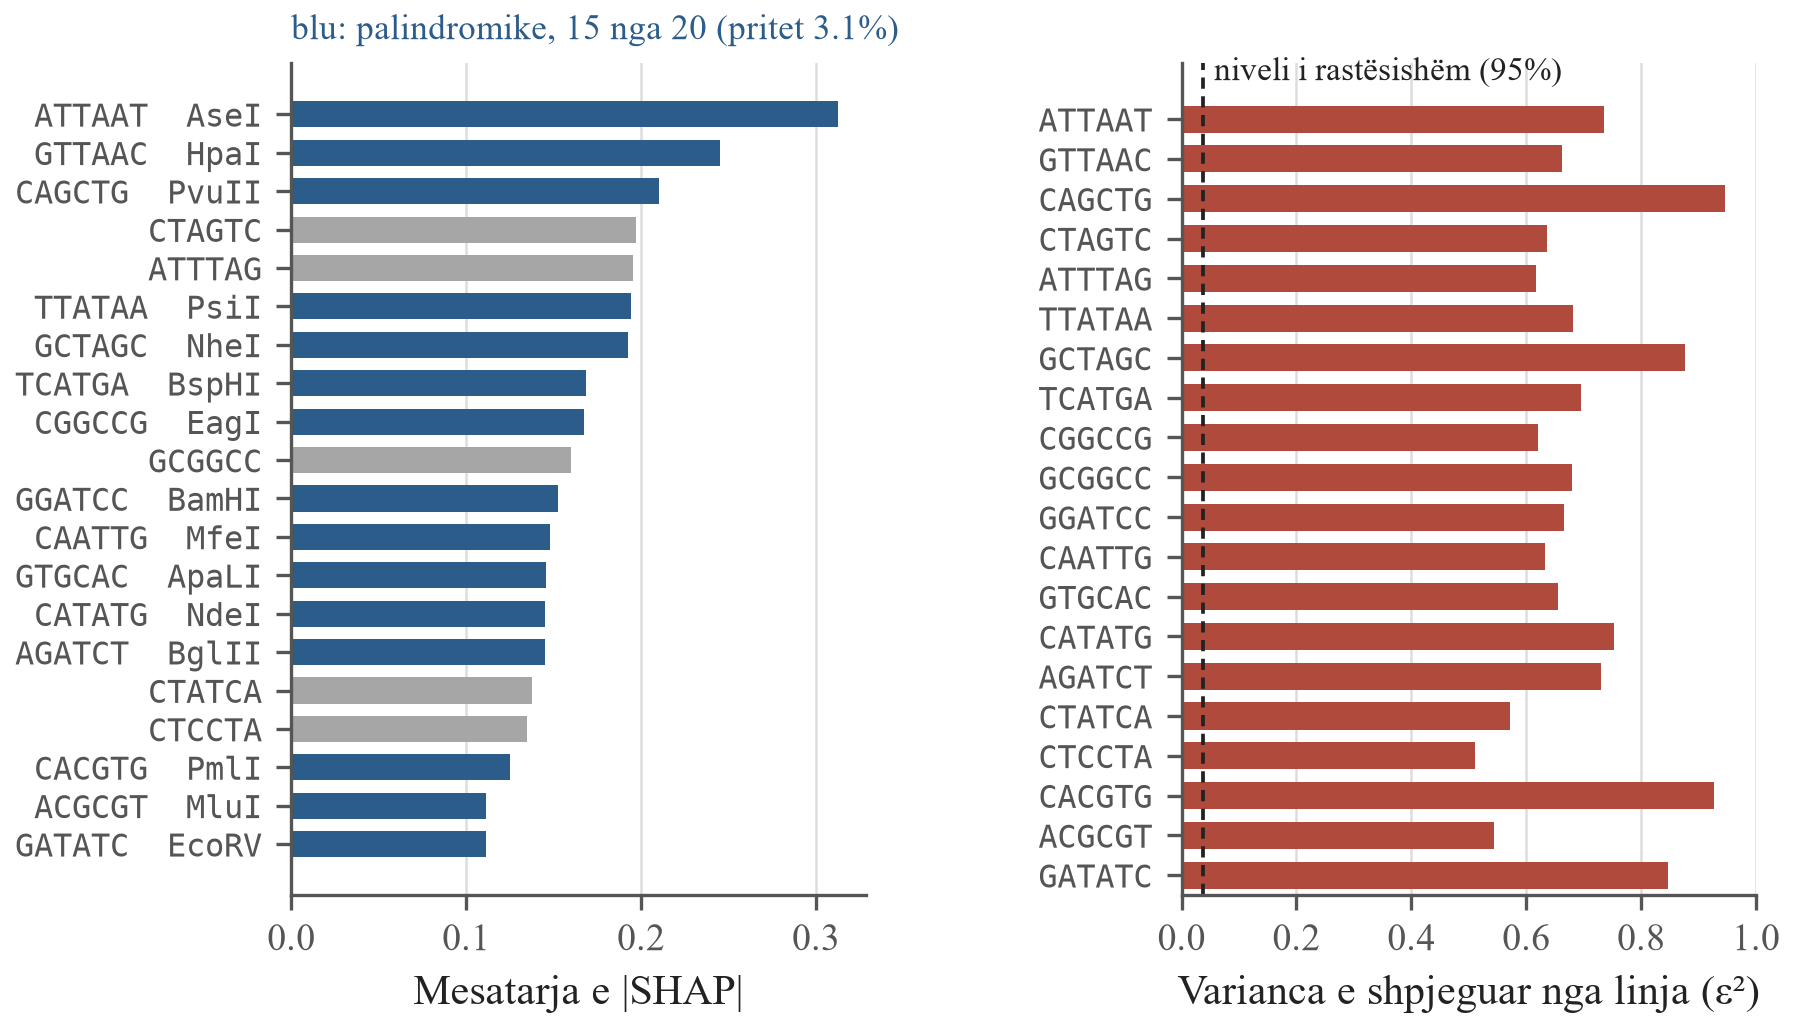 blu: palindromike, 15 nga 20 (pritet 3.1%)
ATTAAT AseI
GTTAAC HpaI
CAGCTG PvuII
CTAGTC
ATTTAG
TTATAA PsiI
GCTAGC NheI
TCATGA BspHI
CGGCCG EagI
GCGGCC
GGATCC BamHI
CAATTG MfeI
GTGCAC ApaLI
CATATG NdeI
AGATCT BglII
CTATCA
CTCCTA
CACGTG PmlI
ACGCGT MluI
GATATC EcoRV
0.0 0.1 0.2 0.3
Mesatarja e |SHAP|
niveli i rastësishëm (95%)
ATTAAT
GTTAAC
CAGCTG
CTAGTC
ATTTAG
TTATAA
GCTAGC
TCATGA
CGGCCG
GCGGCC
GGATCC
CAATTG
GTGCAC
CATATG
AGATCT
CTATCA
CTCCTA
CACGTG
ACGCGT
GATATC
0.0 0.2 0.4 0.6 0.8 1.0
Varianca e shpjeguar nga linja (ε²)